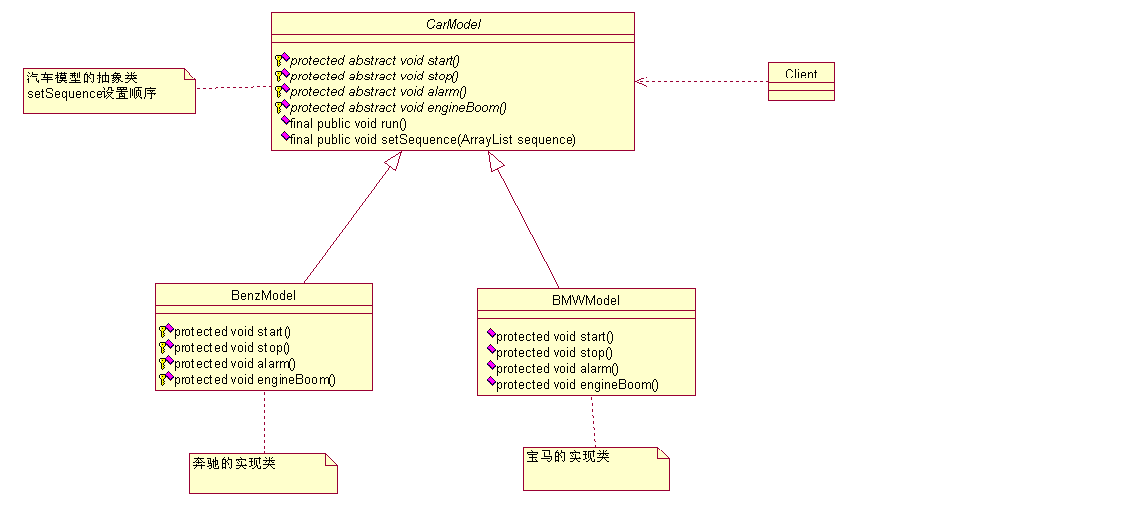 CarModel
protected abstract void start()
protected abstract void stop()
protected abstract void alarm()
protected abstract void engineBoom()
final public void run()
final public void setSequence(ArrayList sequence)
汽车模型的抽象类
setSequence设置顺序
Client
BenzModel
protected void start()
protected void stop()
protected void alarm()
protected void engineBoom()
BMWModel
protected void start()
protected void stop()
protected void alarm()
protected void engineBoom()
奔驰的实现类
宝马的实现类